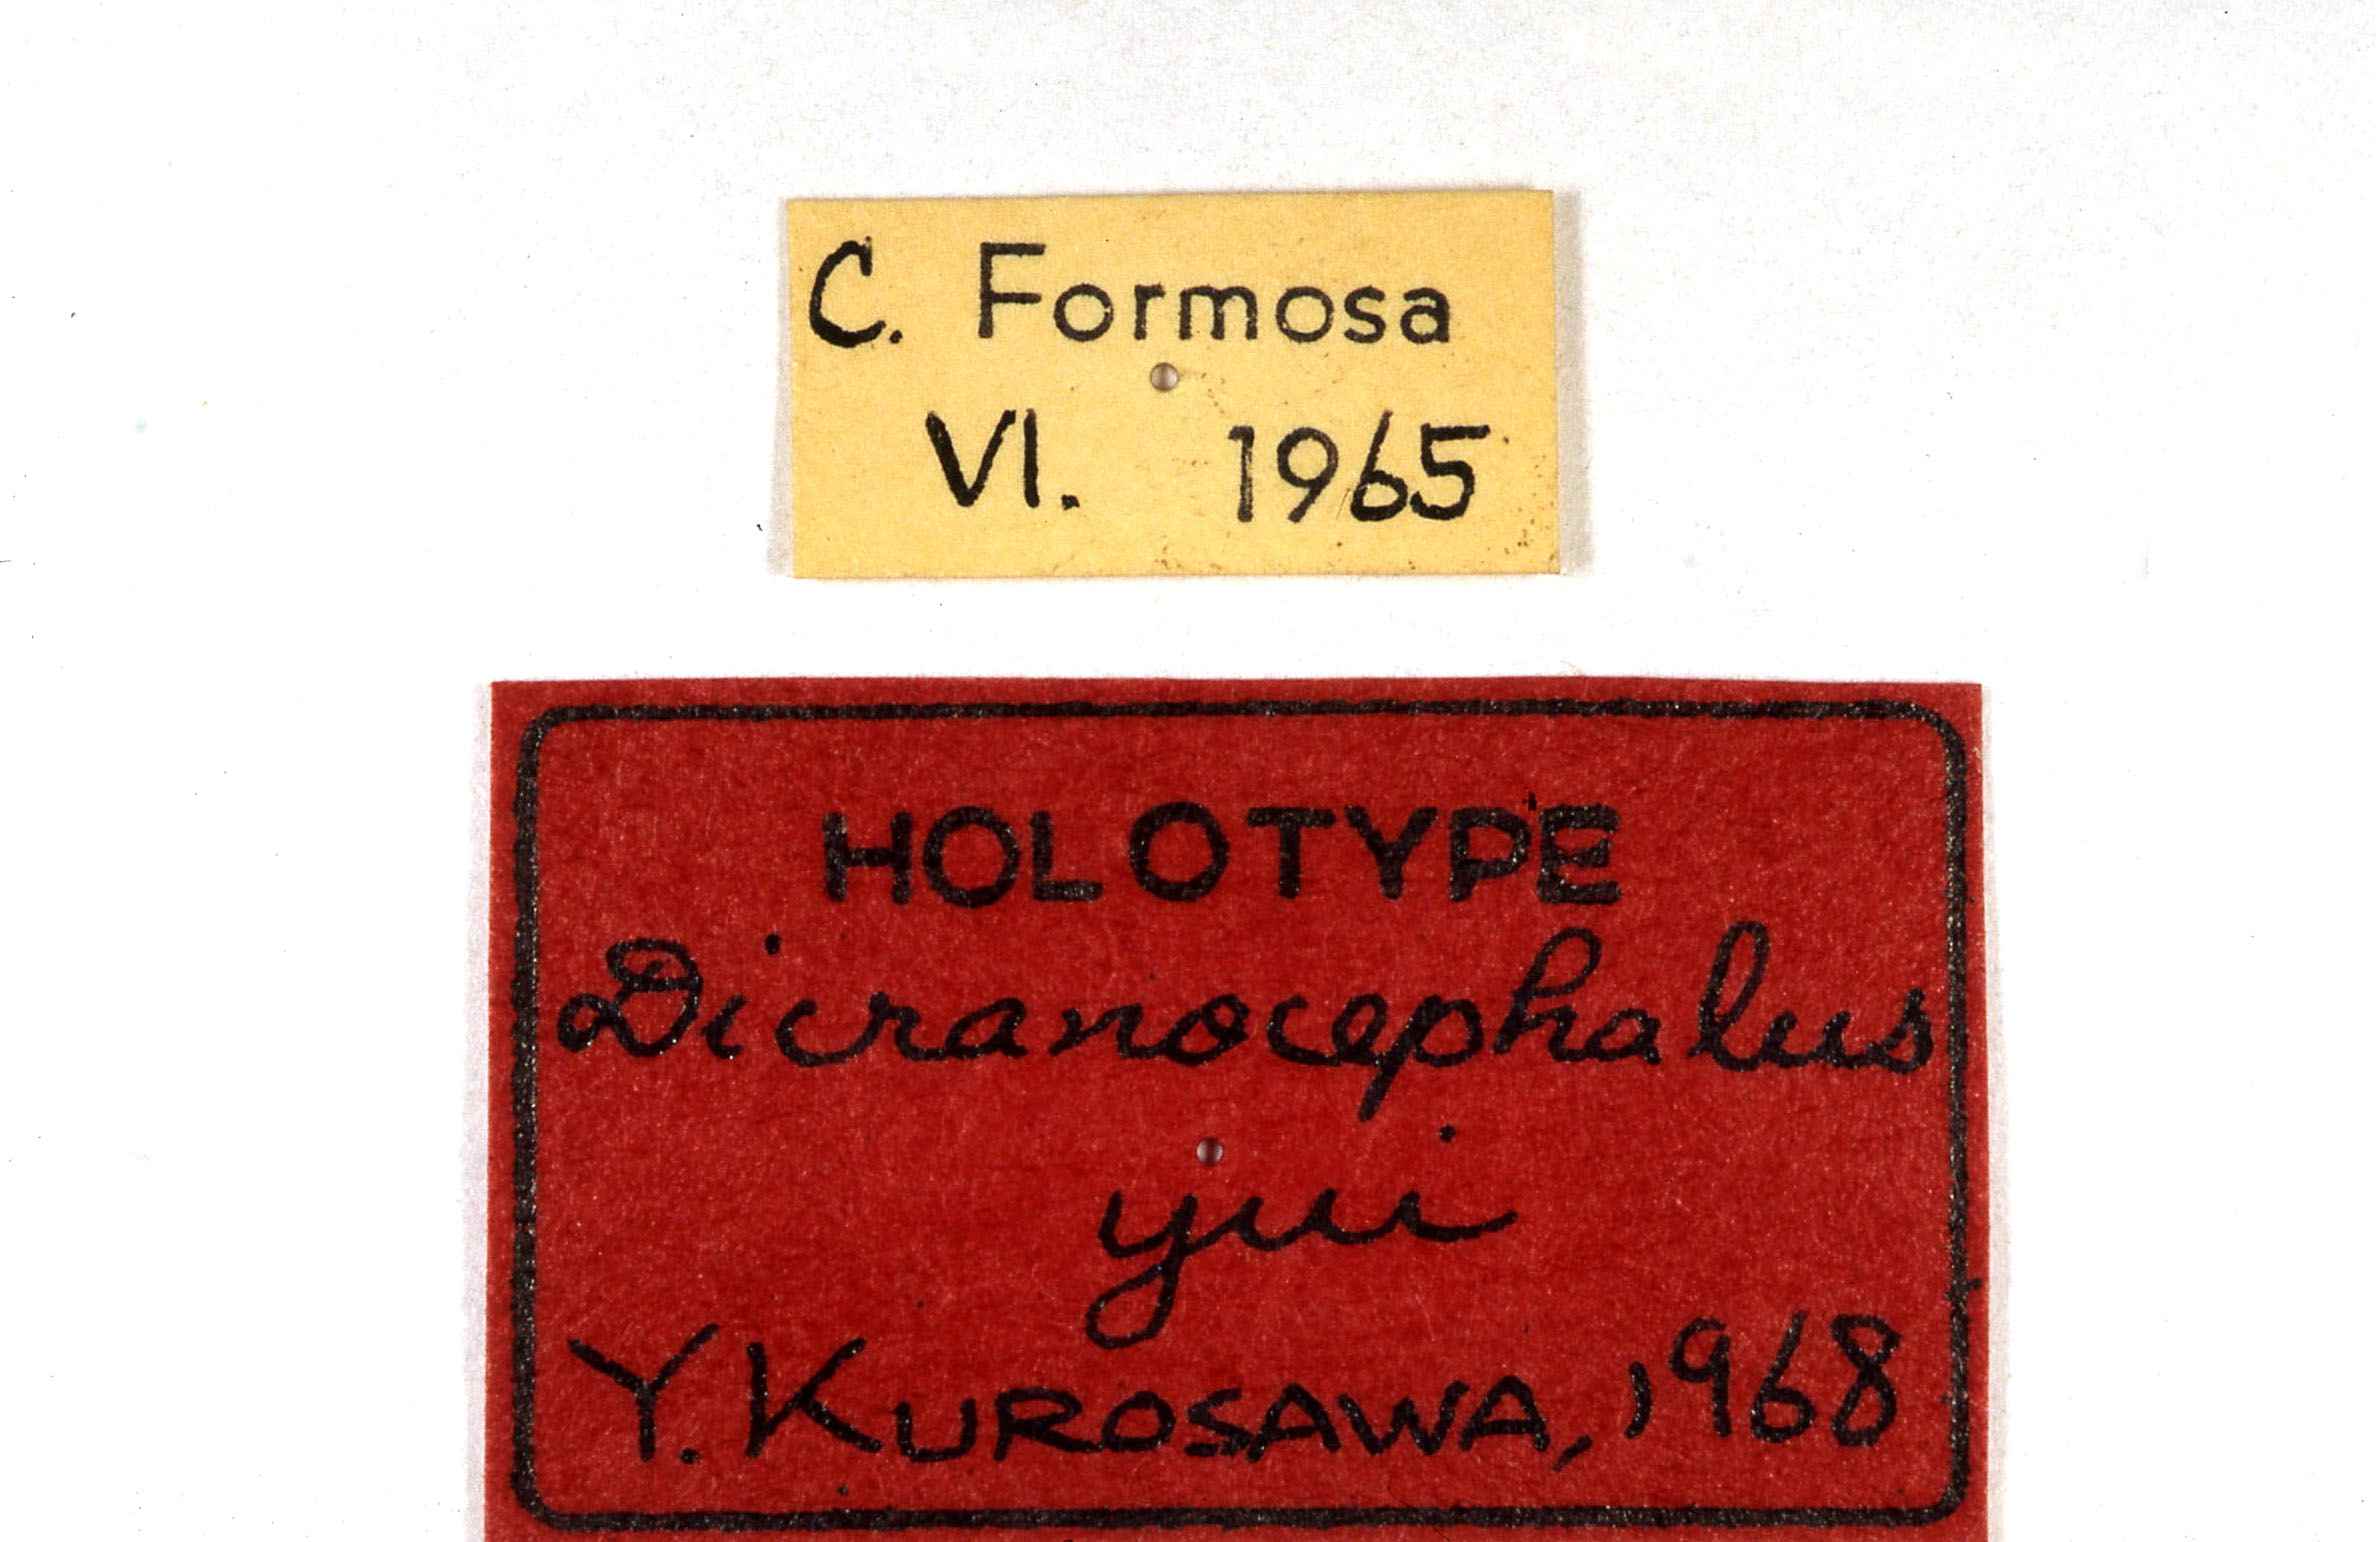 C. Formosa
VI. 1965
HOLOTYPE
Dicranocephalus
yui
Y. KUROSAWA, 1968